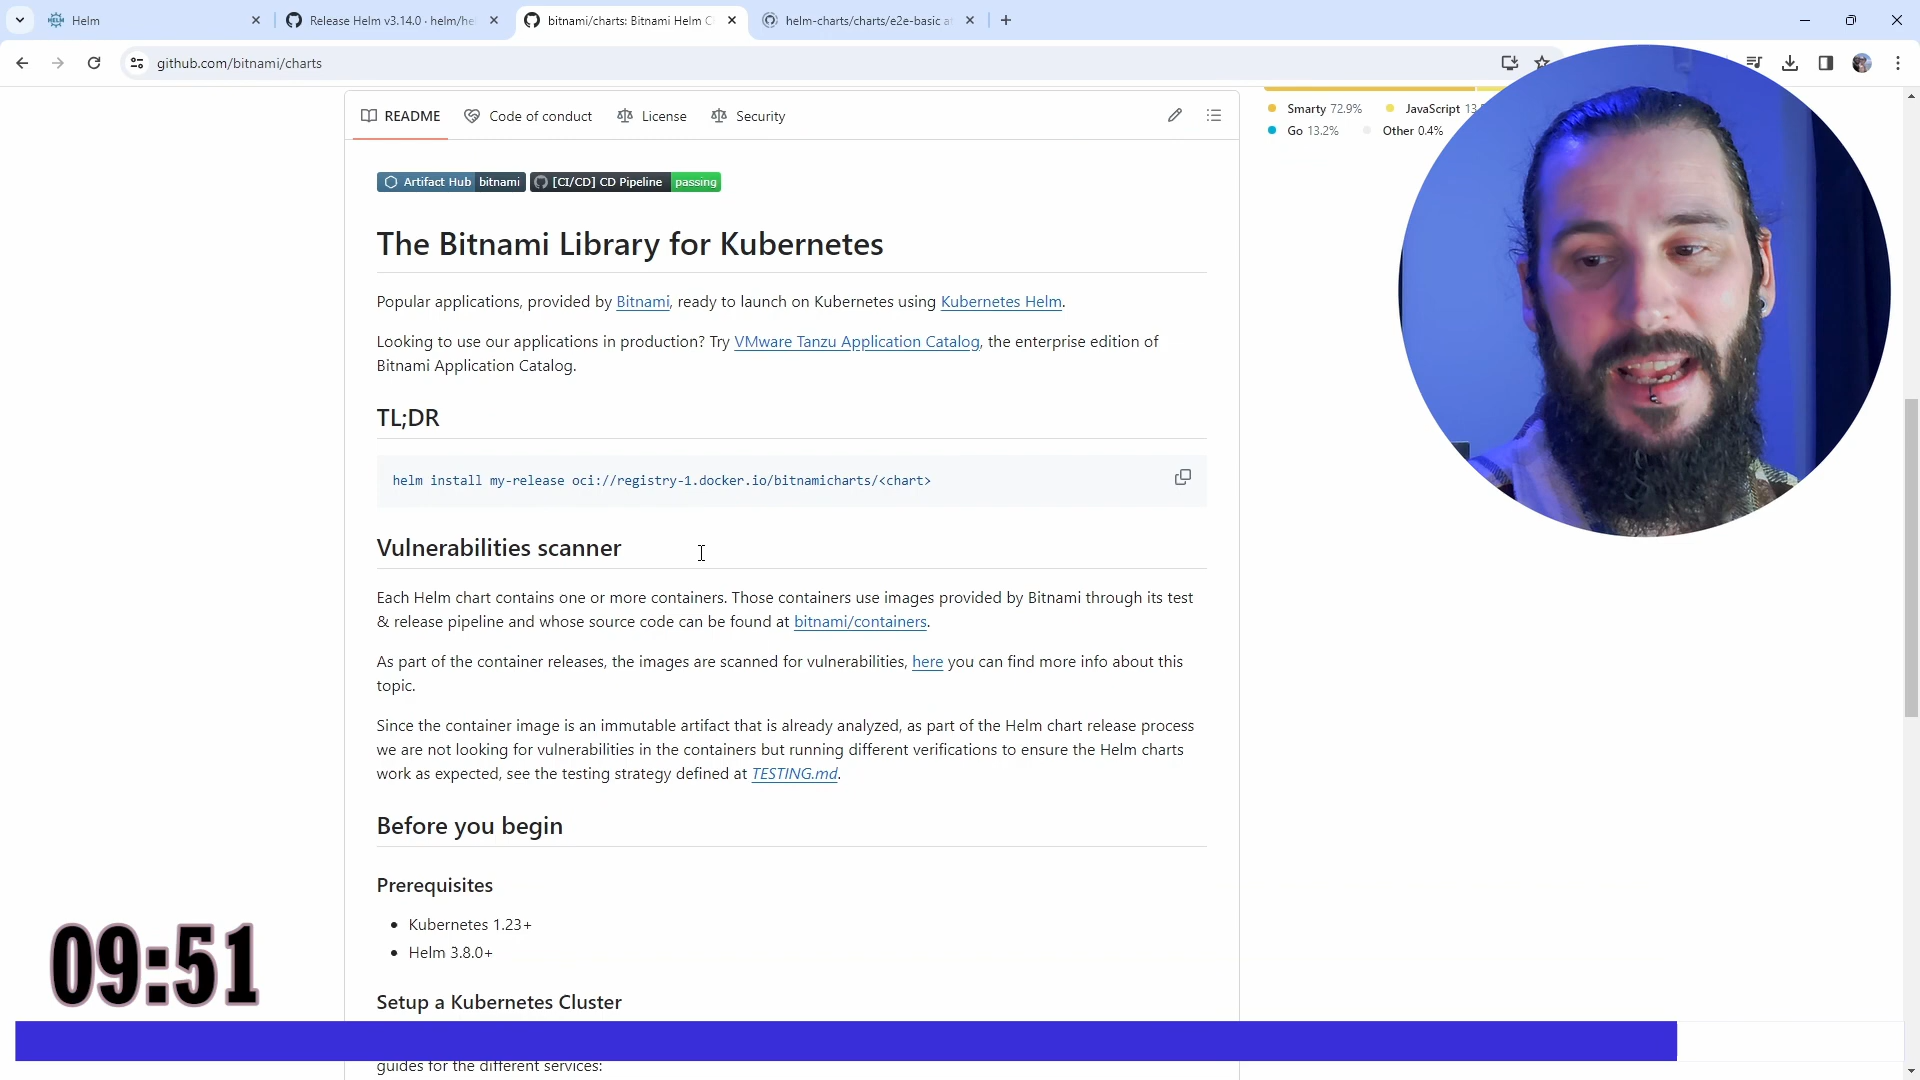 Helm
Release Helm v3.14.0 · helm/he
bitnami/charts: Bitnami Helm C
helm-charts/charts/e2e-basic a
github.com/bitnami/charts
README
Code of conduct
License
Security
Smarty 72.9%
JavaScript 13.
Go 13.2%
Other 0.4%
Artifact Hub bitnami
[CI/CD] CD Pipeline passing
The Bitnami Library for Kubernetes
Popular applications, provided by Bitnami, ready to launch on Kubernetes using Kubernetes Helm.
Looking to use our applications in production? Try VMware Tanzu Application Catalog, the enterprise edition of
Bitnami Application Catalog.
TL;DR
helm install my-release oci://registry-1.docker.io/bitnamicharts/<chart>
Vulnerabilities scanner
Each Helm chart contains one or more containers. Those containers use images provided by Bitnami through its test
& release pipeline and whose source code can be found at bitnami/containers.
As part of the container releases, the images are scanned for vulnerabilities, here you can find more info about this
topic.
Since the container image is an immutable artifact that is already analyzed, as part of the Helm chart release process
we are not looking for vulnerabilities in the containers but running different verifications to ensure the Helm charts
work as expected, see the testing strategy defined at TESTING.md.
Before you begin
Prerequisites
Kubernetes 1.23+
Helm 3.8.0+
Setup a Kubernetes Cluster
guides for the different services:
09:51